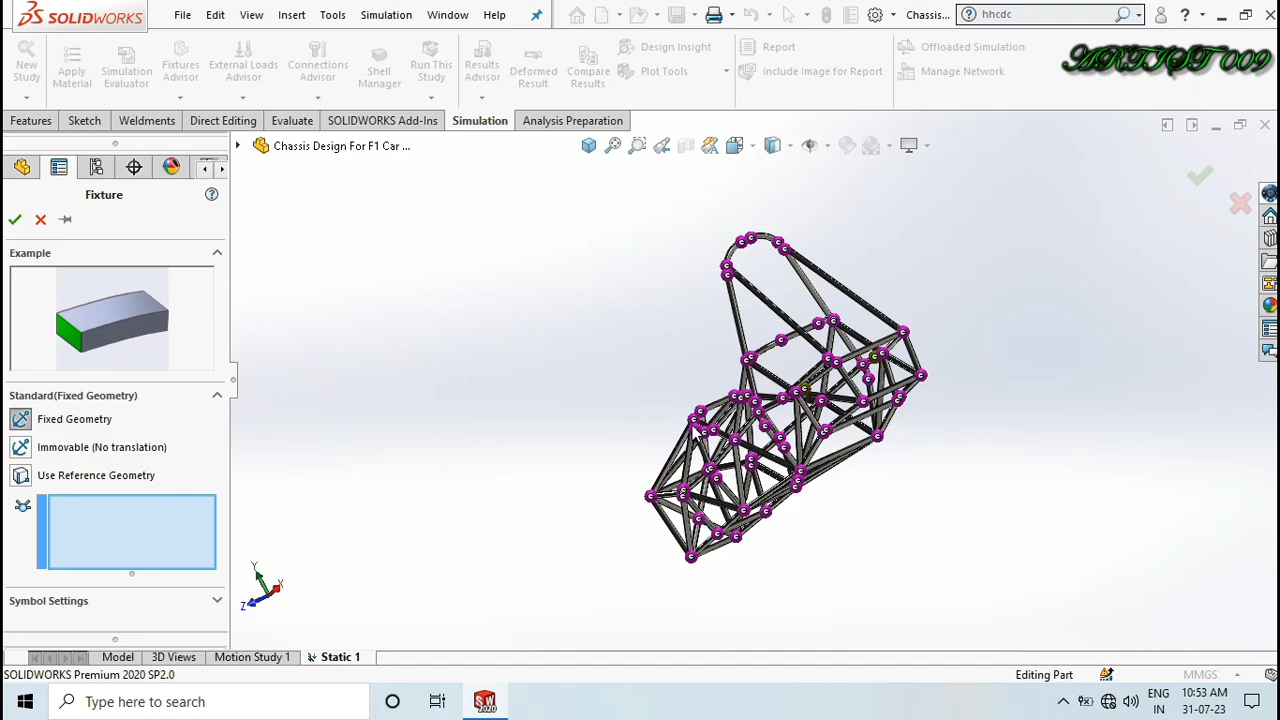 SOLIDWORKS File Edit View Insert Tools Simulation Window Help Chassis... hhcdc ?
New Study
Apply Material
Simulation Evaluator
Fixtures Advisor
External Loads Advisor
Connections Advisor
Shell Manager
Run This Study
Results Advisor
Deformed Result
Compare Results
Design Insight
Plot Tools
Report
Include Image for Report
Offloaded Simulation
Manage Network
ARTIST 009
Features Sketch Weldments Direct Editing Evaluate SOLIDWORKS Add-Ins Simulation Analysis Preparation
Chassis Design For F1 Car ...
Fixture
Example
Standard(Fixed Geometry)
Fixed Geometry
Immovable (No translation)
Use Reference Geometry
Symbol Settings
Y
X
Z
Model 3D Views Motion Study 1 Static 1
SOLIDWORKS Premium 2020 SP2.0 Editing Part MMGS
Type here to search
SW 2020
ENG IN
10:53 AM
31-07-23